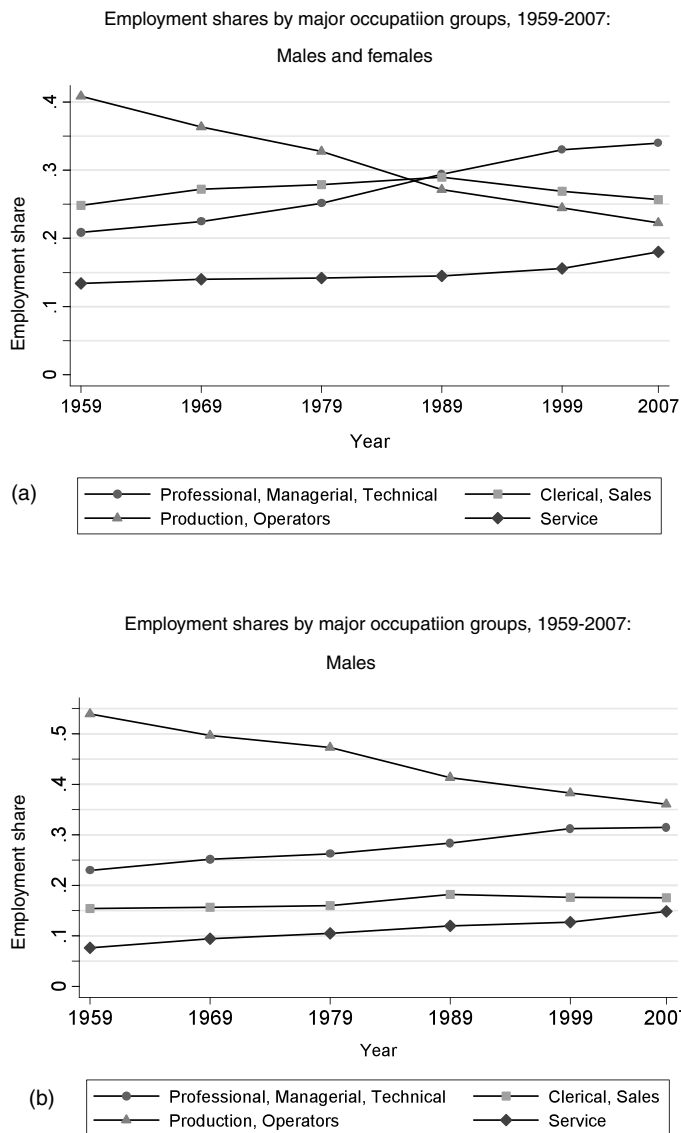 Employment shares by major occupatiion groups, 1959-2007:
Males and females
.4
.3
.2
.1
0
Employment share
1959 1969 1979 1989 1999 2007
Year
(a)
Professional, Managerial, Technical Clerical, Sales
Production, Operators Service
Employment shares by major occupatiion groups, 1959-2007:
Males
.5
.4
.3
.2
.1
0
Employment share
1959 1969 1979 1989 1999 200
Year
(b)
Professional, Managerial, Technical Clerical, Sales
Production, Operators Service